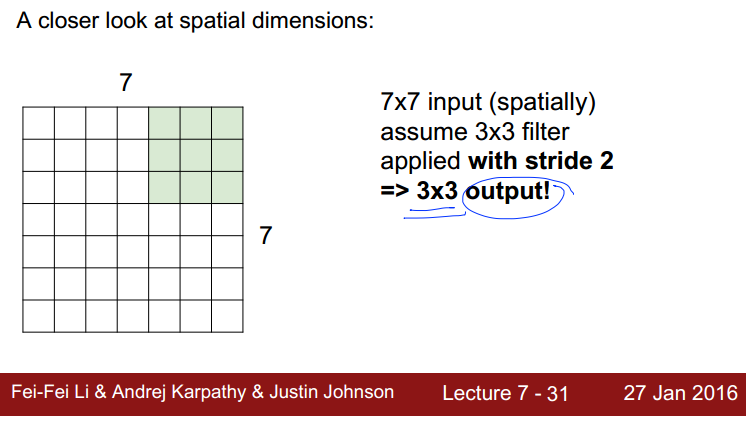 A closer look at spatial dimensions:
7
7x7 input (spatially)
assume 3x3 filter
applied with stride 2
=> 3x3 output!
7
Fei-Fei Li & Andrej Karpathy & Justin Johnson Lecture 7 - 31 27 Jan 2016